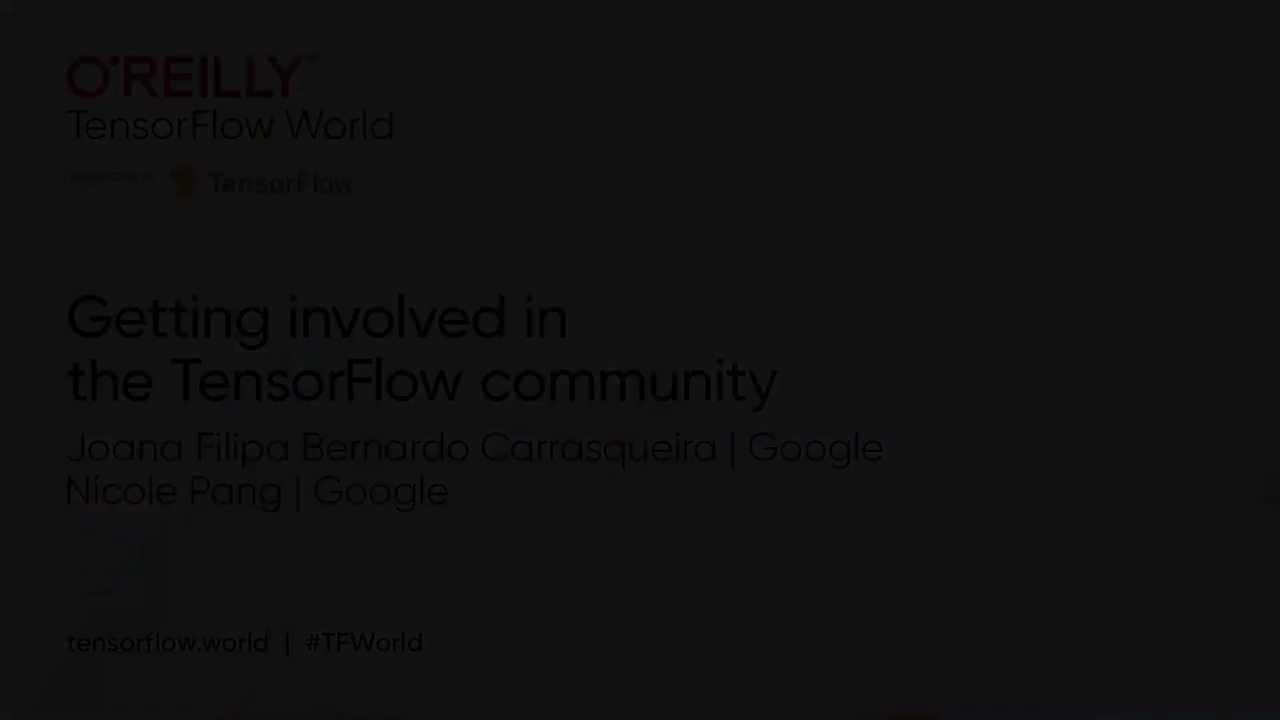 O'REILLY
TensorFlow World
TensorFlow
Getting involved in
the TensorFlow community
Joana Filipa Bernardo Carrasqueira | Google
Nicole Pang | Google
tensorflow.world | #TFWorld